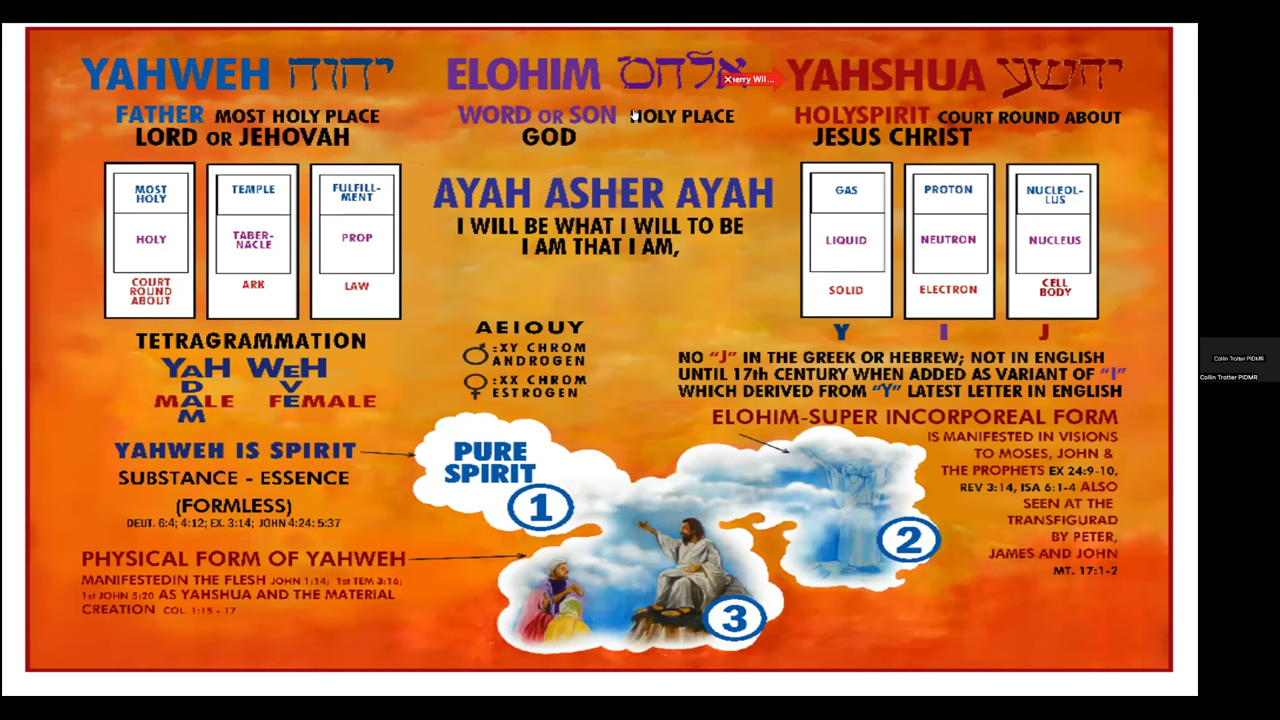 YAHWEH יהוה
FATHER MOST HOLY PLACE
LORD OR JEHOVAH
ELOHIM אלהם
WORD OR SON HOLY PLACE
GOD
erry Wil...
YAHSHUA יהשע
HOLYSPIRIT COURT ROUND ABOUT
JESUS CHRIST
MOST
HOLY
HOLY
COURT
ROUND
ABOUT
TEMPLE
TABER-
NACLE
ARK
FULFILL-
MENT
PROP
LAW
AYAH ASHER AYAH
I WILL BE WHAT I WILL TO BE
I AM THAT I AM,
GAS
LIQUID
SOLID
PROTON
NEUTRON
ELECTRON
NUCLEOL-
LUS
NUCLEUS
CELL
BODY
Y I J
TETRAGRAMMATION
YAH WEH
D V
MALE FEMALE
M
AEIOUY
:XY CHROM
ANDROGEN
:XX CHROM
ESTROGEN
NO "J" IN THE GREEK OR HEBREW; NOT IN ENGLISH
UNTIL 17th CENTURY WHEN ADDED AS VARIANT OF "I"
WHICH DERIVED FROM "Y" LATEST LETTER IN ENGLISH
YAHWEH IS SPIRIT
SUBSTANCE - ESSENCE
(FORMLESS)
DEUT. 6:4; 4:12; EX. 3:14; JOHN 4:24; 5:37
PURE
SPIRIT
1
ELOHIM-SUPER INCORPOREAL FORM
IS MANIFESTED IN VISIONS
TO MOSES, JOHN &
THE PROPHETS EX 24:9-10,
REV 3:14, ISA 6:1-4 ALSO
SEEN AT THE
TRANSFIGURAD
BY PETER,
JAMES AND JOHN
MT. 17:1-2
2
PHYSICAL FORM OF YAHWEH
MANIFESTEDIN THE FLESH JOHN 1:14; 1st TEM 3:16;
1st JOHN 5:20 AS YAHSHUA AND THE MATERIAL
CREATION COL. 1:15 - 17
3
Collin Trotter PIDMR
Collin Trotter PIDMR